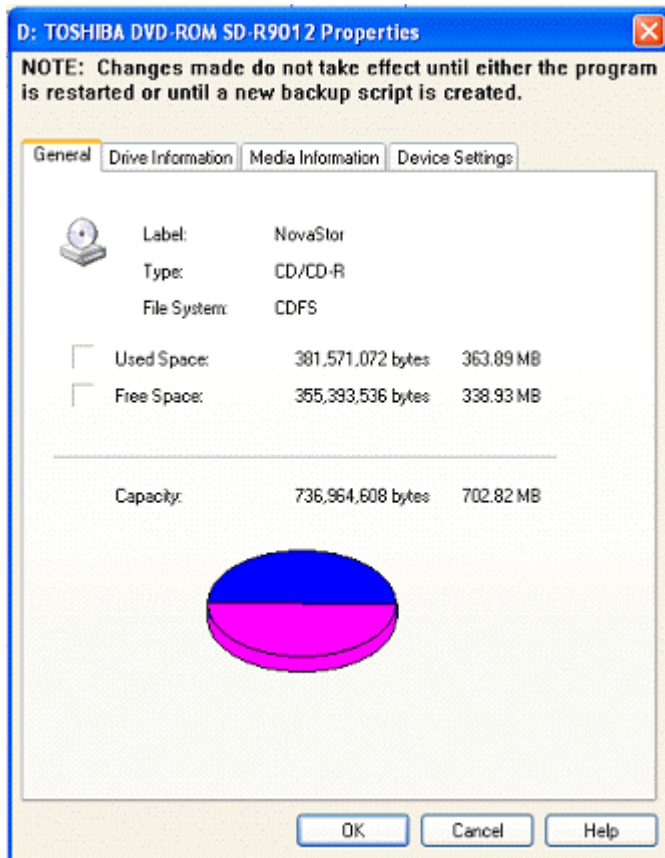 D: TOSHIBA DVD-ROM SD-R9012 Properties
NOTE: Changes made do not take effect until either the program
is restarted or until a new backup script is created.
General Drive Information Media Information Device Settings
Label: NovaStor
Type: CD/CD-R
File System: CDFS
Used Space: 381,571,072 bytes 363.89 MB
Free Space: 355,393,536 bytes 338.93 MB
Capacity: 736,964,608 bytes 702.82 MB
OK Cancel Help